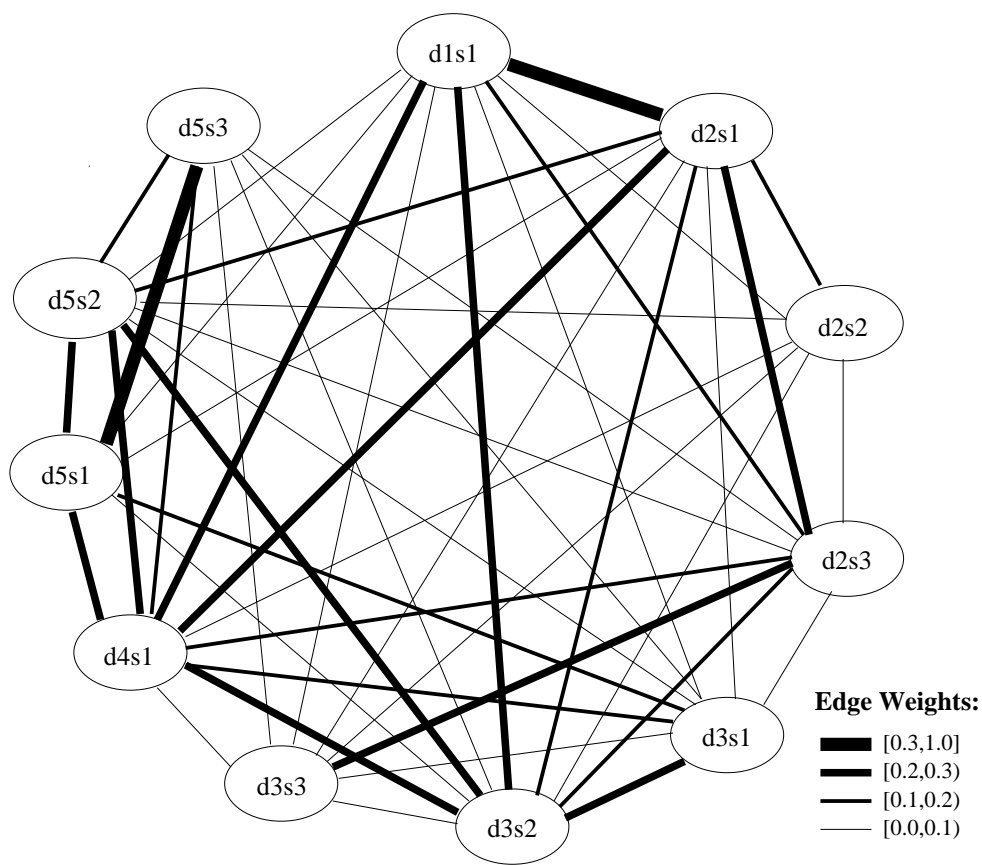 d1s1
d5s3
d2s1
d5s2
d2s2
d5s1
d2s3
d4s1
d3s1
d3s3
d3s2
Edge Weights:
[0.3,1.0]
[0.2,0.3)
[0.1,0.2)
[0.0,0.1)